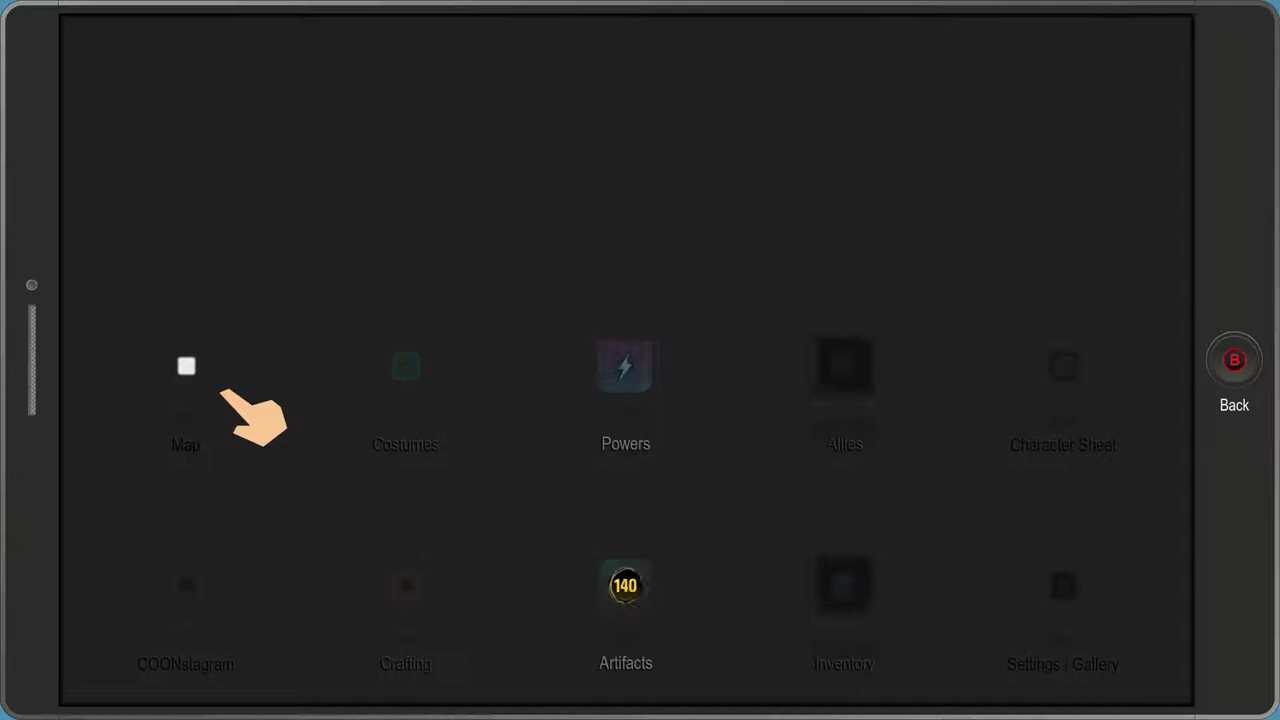 B
Back
Map
Costumes
Powers
Allies
Character Sheet
140
COONstagram
Crafting
Artifacts
Inventory
Settings / Gallery